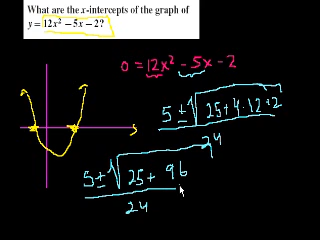 What are the x-intercepts of the graph of
y = 12x² − 5x − 2?
0 = 12x² − 5x − 2
5 ± √25 + 4·12·2
24
5 ± √25 + 96
24